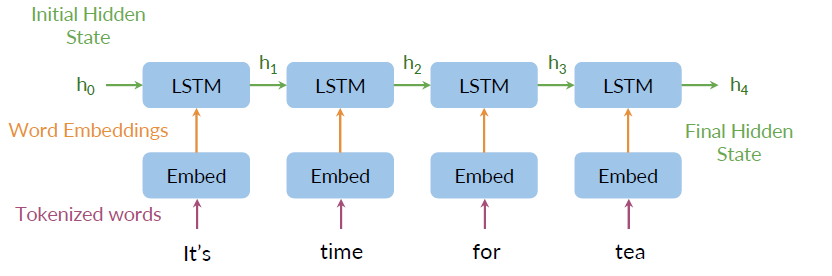 Initial Hidden
State
h₀ LSTM h₁ LSTM h₂ LSTM h₃ LSTM h₄
Word Embeddings
Final Hidden
State
Embed Embed Embed Embed
Tokenized words
It's time for tea